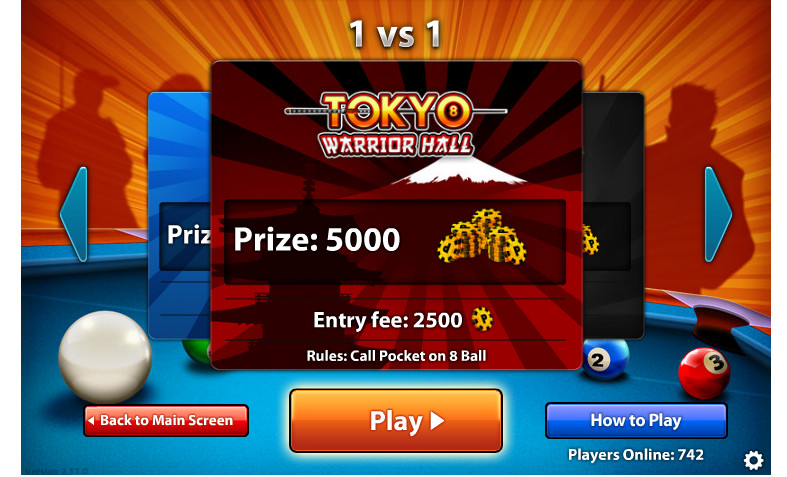 1 vs 1
TOKYO 8
WARRIOR HALL
Priz
Prize: 5000
Entry fee: 2500
Rules: Call Pocket on 8 Ball
2
3
Back to Main Screen
Play
How to Play
Players Online: 742